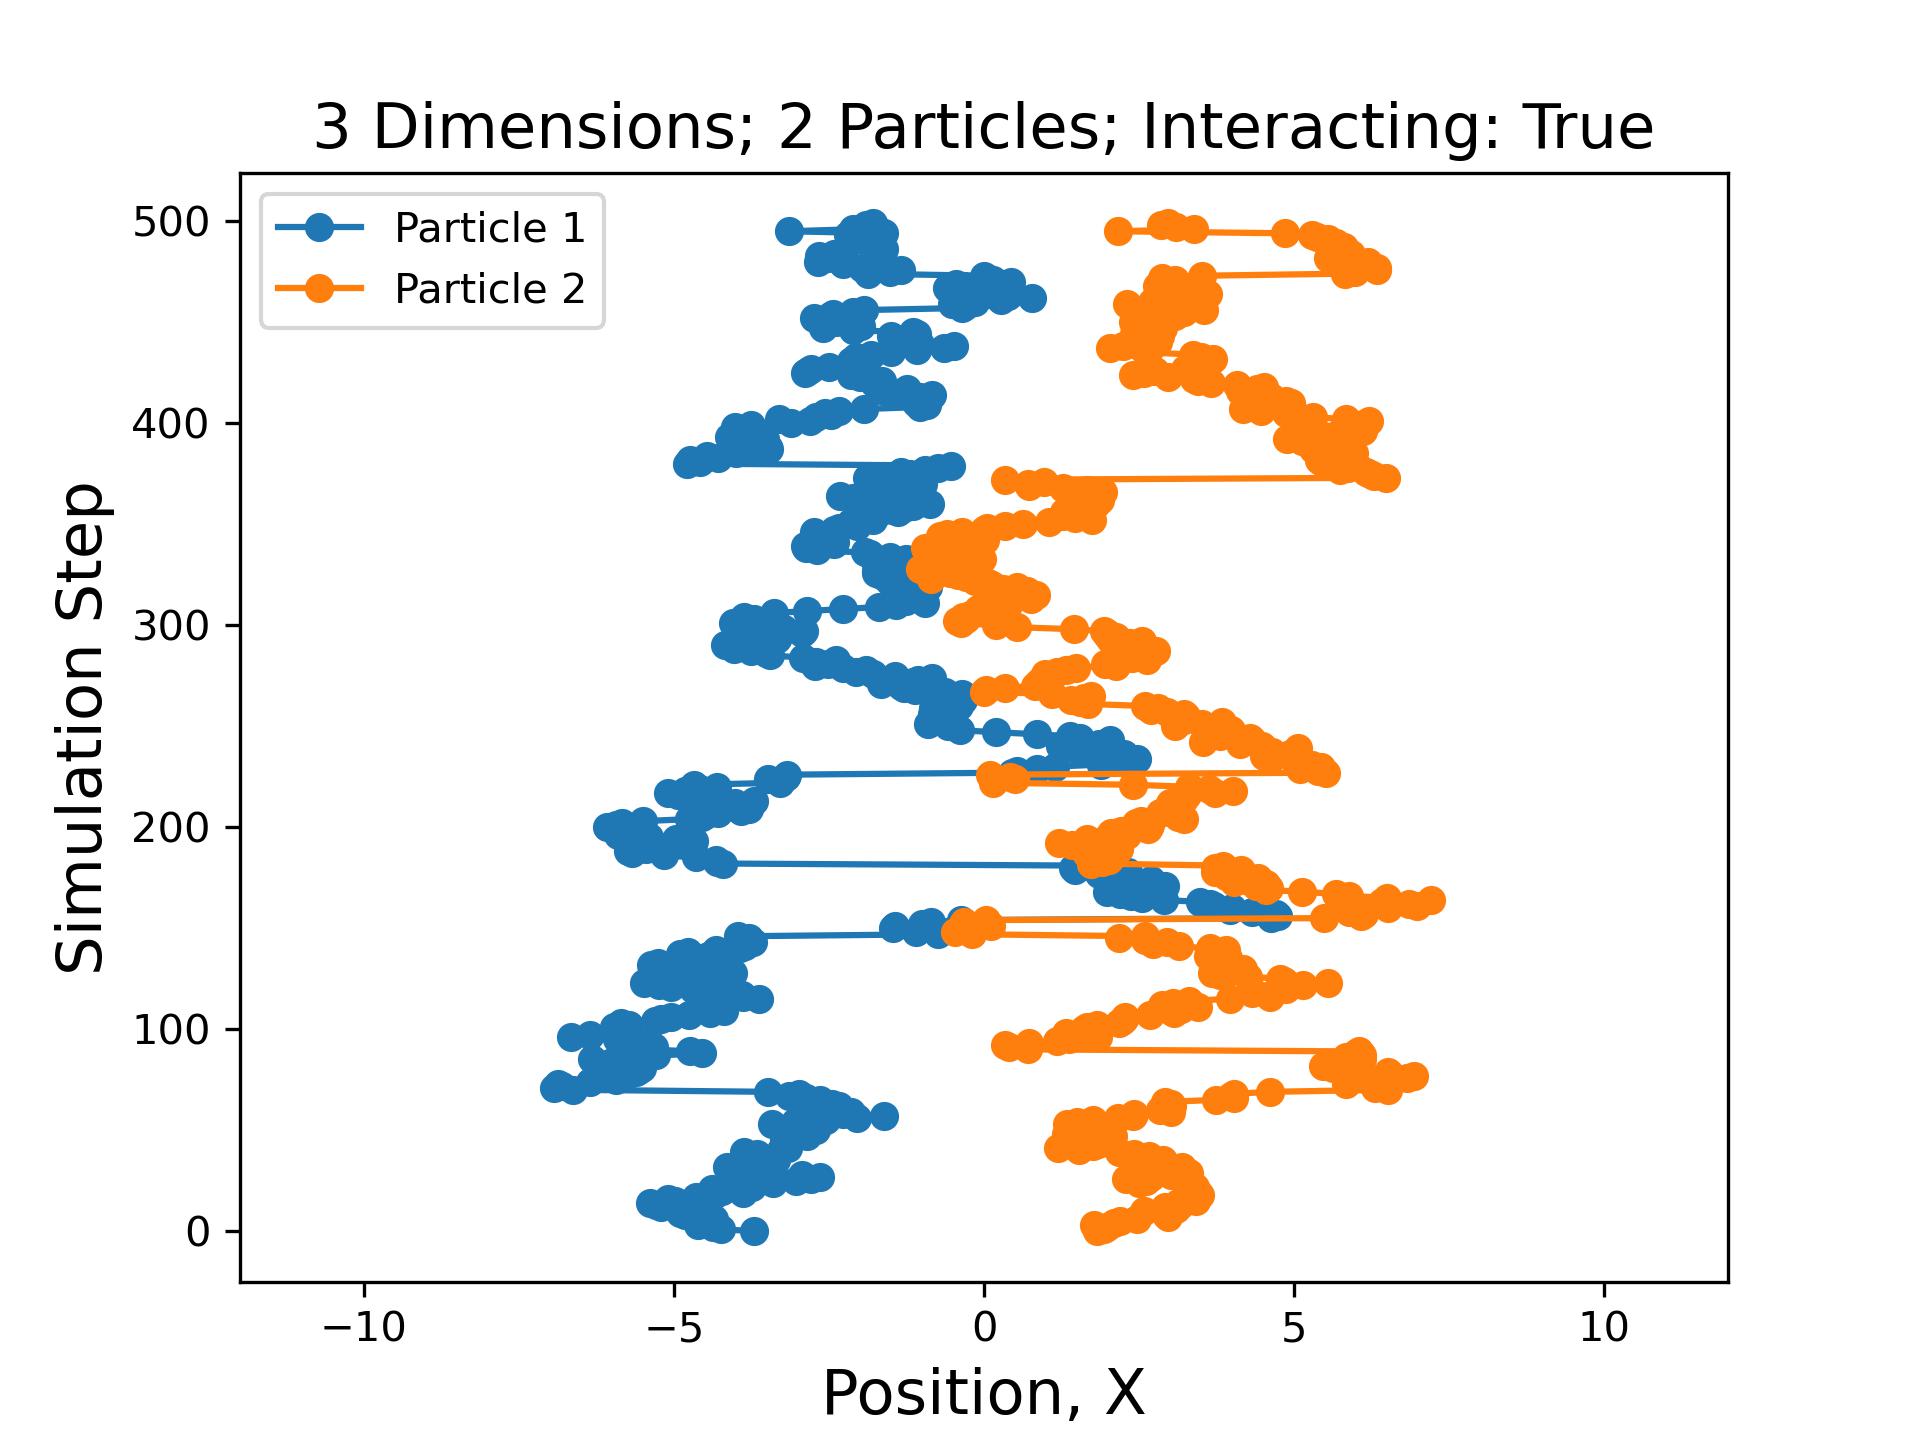 3 Dimensions; 2 Particles; Interacting: True
Particle 1
Particle 2
Simulation Step
500
400
300
200
100
0
−10
−5
0
5
10
Position, X